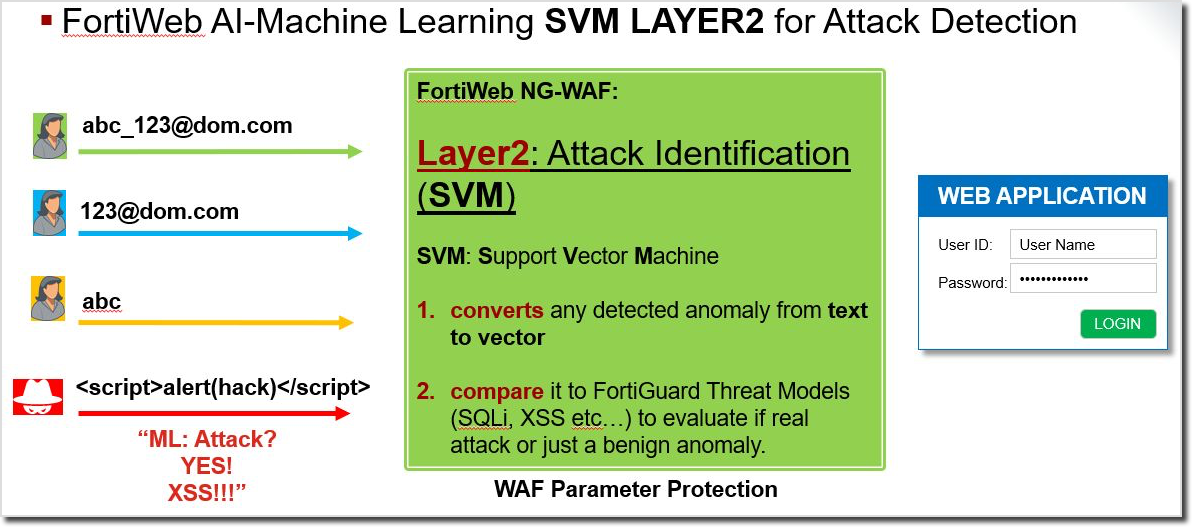 FortiWeb AI-Machine Learning SVM LAYER2 for Attack Detection
abc_123@dom.com
123@dom.com
abc
<script>alert(hack)</script>
“ML: Attack?
YES!
XSS!!!”
FortiWeb NG-WAF:
Layer2: Attack Identification
(SVM)
SVM: Support Vector Machine
1. converts any detected anomaly from text
to vector
2. compare it to FortiGuard Threat Models
(SQLi, XSS etc…) to evaluate if real
attack or just a benign anomaly.
WAF Parameter Protection
WEB APPLICATION
User ID: User Name
Password: •••••••••••••
LOGIN